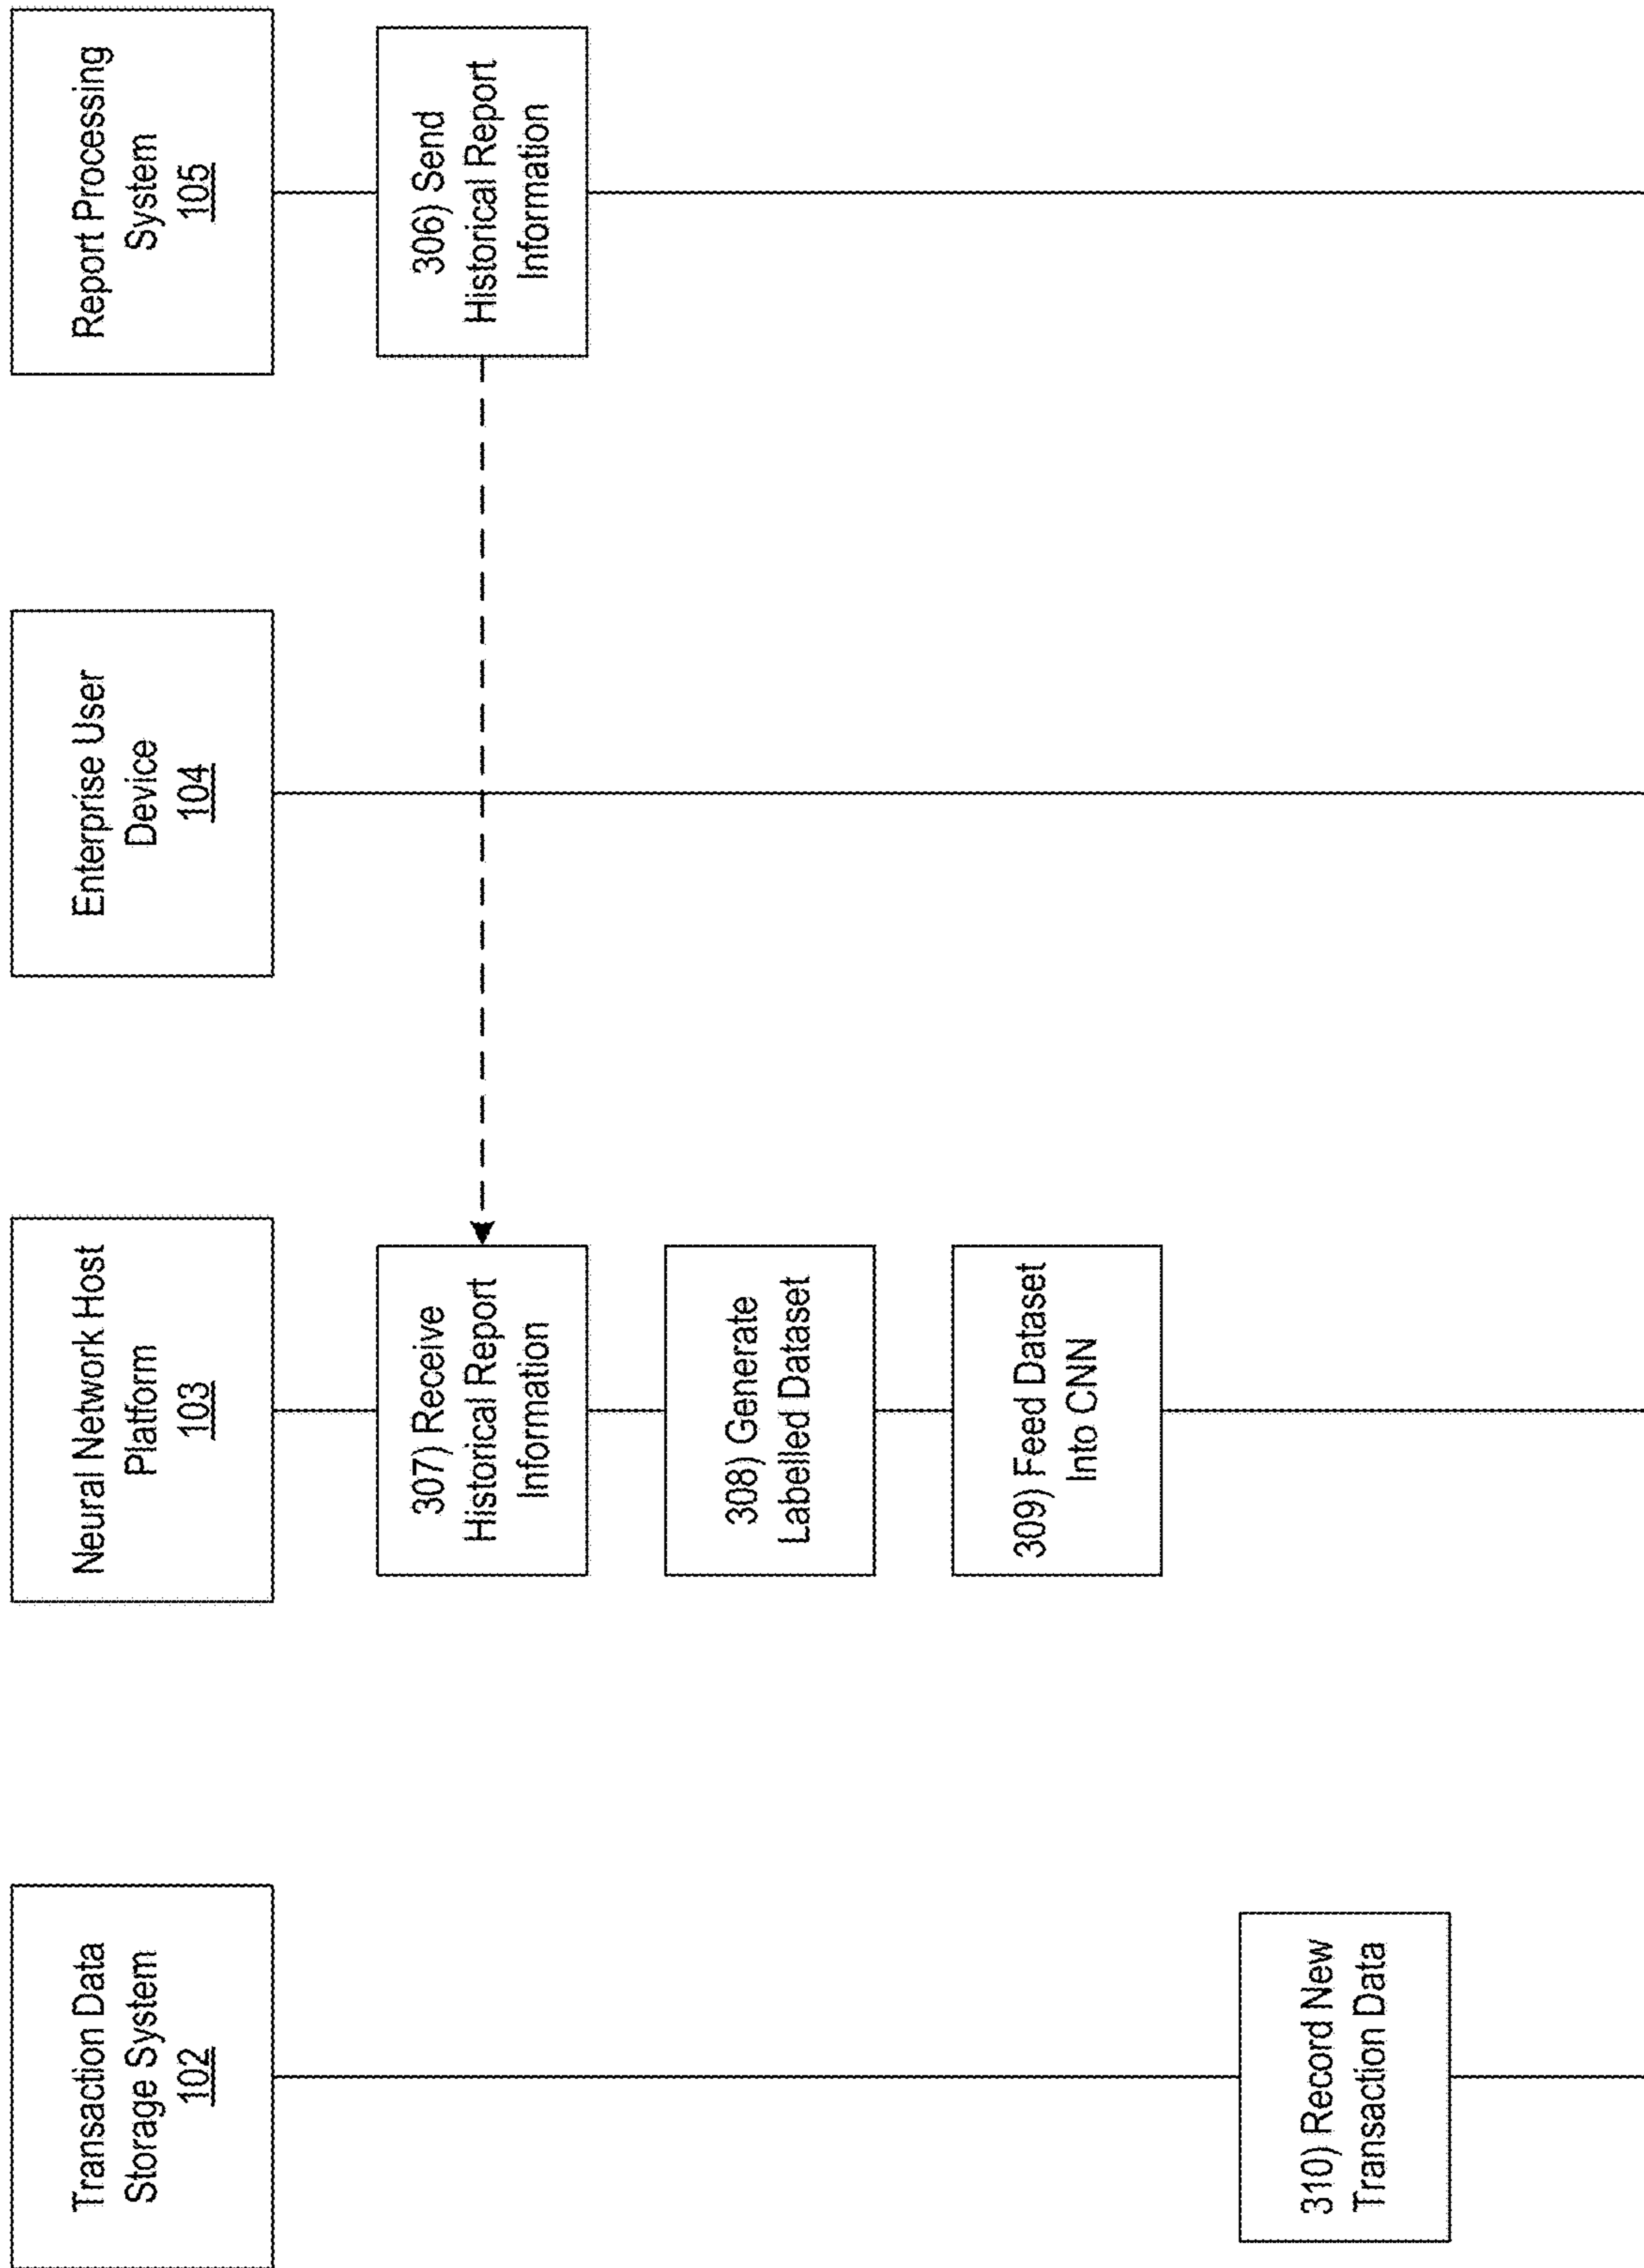 Transaction Data
Storage System
102
Neural Network Host
Platform
103
Enterprise User
Device
104
Report Processing
System
105
306) Send
Historical Report
Information
307) Receive
Historical Report
Information
308) Generate
Labelled Dataset
309) Feed Dataset
Into CNN
310) Record New
Transaction Data